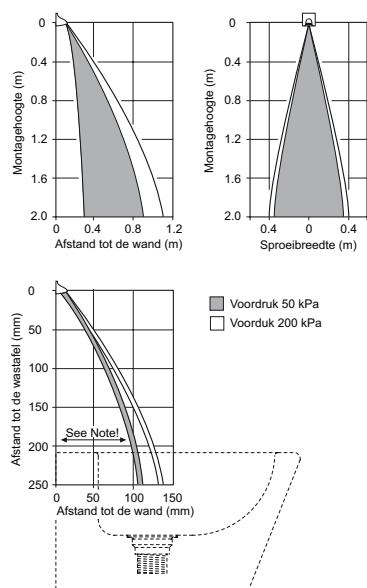 0
0.4
0.8
1.2
1.6
2.0
Montagehoogte (m)
0 0.4 0.8 1.2
Afstand tot de wand (m)
0
0.4
0.8
1.2
1.6
2.0
Montagehoogte (m)
0.4 0 0.4
Sproeibreedte (m)
0
50
100
150
200
250
Afstand tot de wastafel (mm)
See Note!
0 50 100 150
Afstand tot de wand (mm)
Voordruk 50 kPa
Voorduk 200 kPa